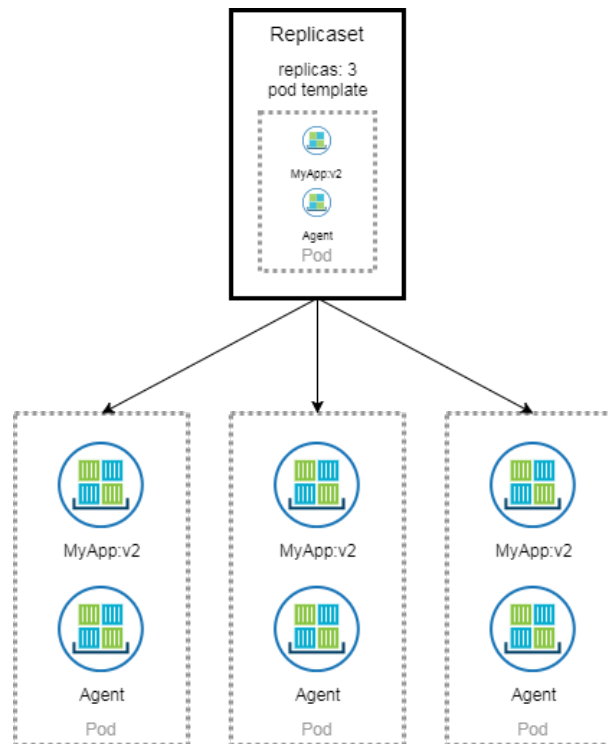 Replicaset
replicas: 3
pod template
MyApp:v2
Agent
Pod
MyApp:v2
MyApp:v2
MyApp:v2
Agent
Agent
Agent
Pod
Pod
Pod